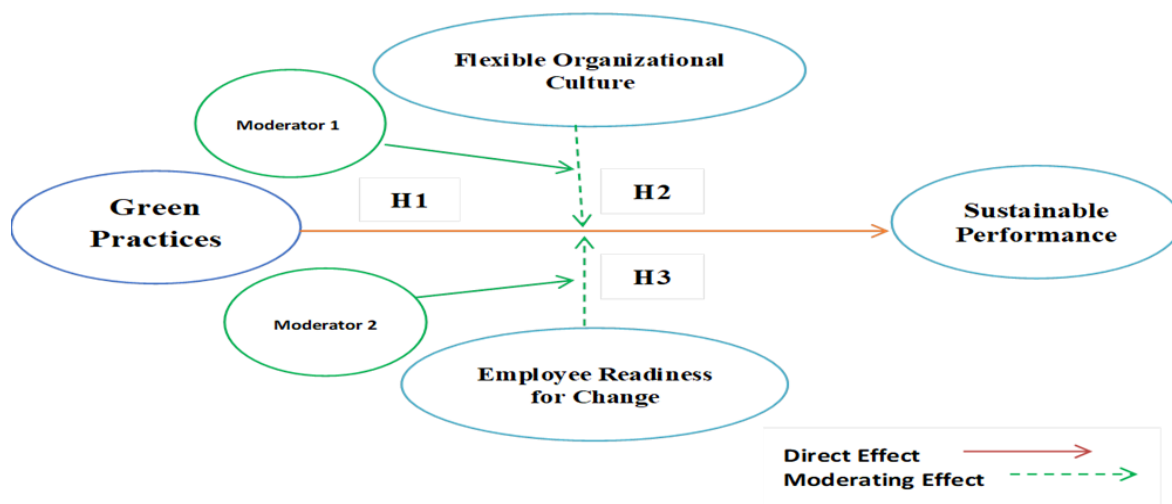 Flexible Organizational
Culture
Moderator 1
H1
H2
Green
Practices
Sustainable
Performance
H3
Moderator 2
Employee Readiness
for Change
Direct Effect
Moderating Effect